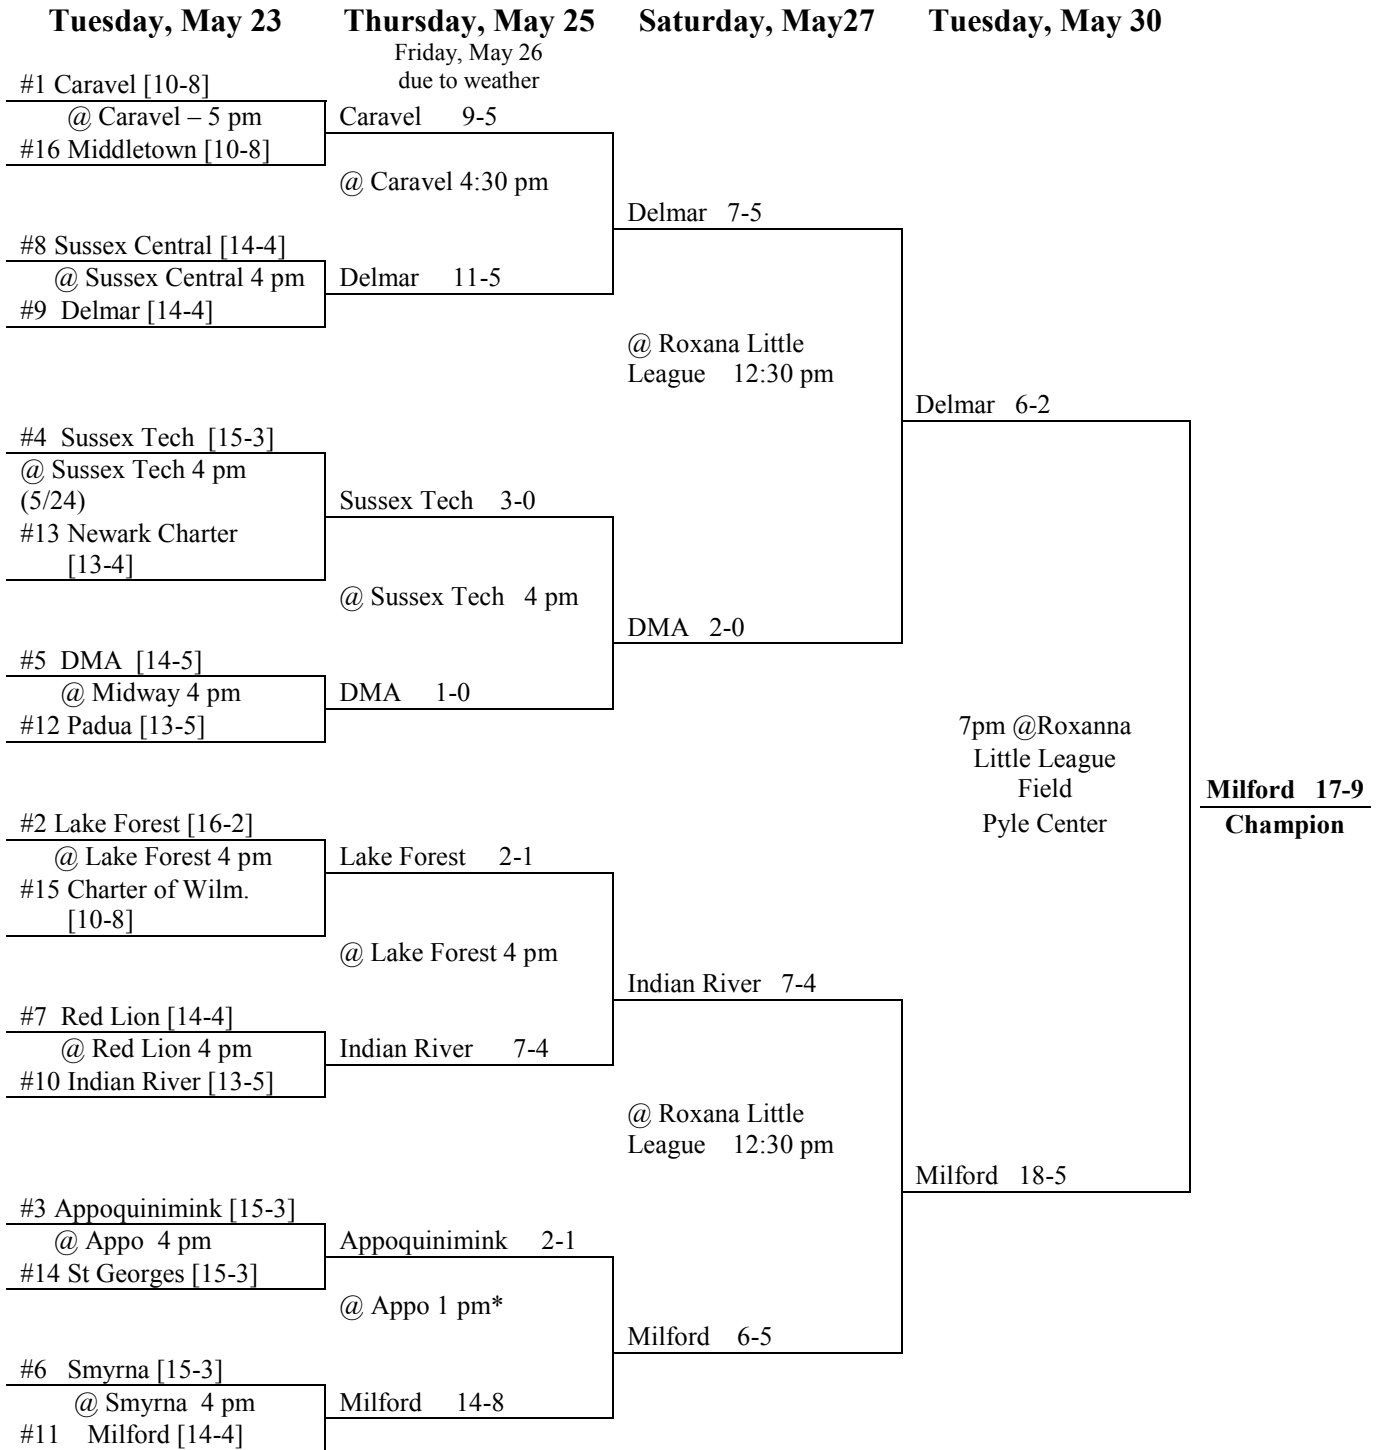 Tuesday, May 23
Thursday, May 25
Saturday, May27
Tuesday, May 30
Friday, May 26
due to weather
#1 Caravel [10-8]
@ Caravel – 5 pm
#16 Middletown [10-8]
#8 Sussex Central [14-4]
@ Sussex Central 4 pm
#9 Delmar [14-4]
#4 Sussex Tech [15-3]
@ Sussex Tech 4 pm
(5/24)
#13 Newark Charter
[13-4]
#5 DMA [14-5]
@ Midway 4 pm
#12 Padua [13-5]
#2 Lake Forest [16-2]
@ Lake Forest 4 pm
#15 Charter of Wilm.
[10-8]
#7 Red Lion [14-4]
@ Red Lion 4 pm
#10 Indian River [13-5]
#3 Appoquinimink [15-3]
@ Appo 4 pm
#14 St Georges [15-3]
#6 Smyrna [15-3]
@ Smyrna 4 pm
#11 Milford [14-4]
Caravel 9-5
@ Caravel 4:30 pm
Delmar 11-5
Sussex Tech 3-0
@ Sussex Tech 4 pm
DMA 1-0
Lake Forest 2-1
@ Lake Forest 4 pm
Indian River 7-4
Appoquinimink 2-1
@ Appo 1 pm*
Milford 14-8
Delmar 7-5
@ Roxana Little
League 12:30 pm
DMA 2-0
Indian River 7-4
@ Roxana Little
League 12:30 pm
Milford 6-5
Delmar 6-2
7pm @Roxanna
Little League
Field
Pyle Center
Milford 18-5
Milford 17-9
Champion